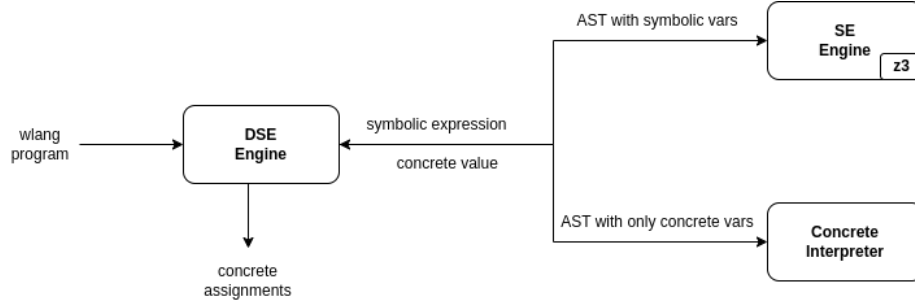 AST with symbolic vars
SE
Engine
z3
wlang
program
DSE
Engine
symbolic expression
concrete value
AST with only concrete vars
Concrete
Interpreter
concrete
assignments